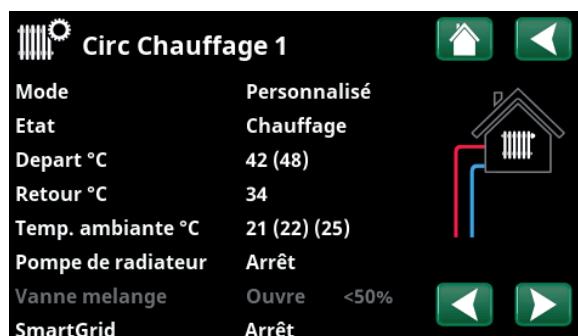 Circ Chauffage 1
Mode Personnalisé
Etat Chauffage
Depart °C 42 (48)
Retour °C 34
Temp. ambiante °C 21 (22) (25)
Pompe de radiateur Arrêt
Vanne melange Ouvre <50%
SmartGrid Arrêt